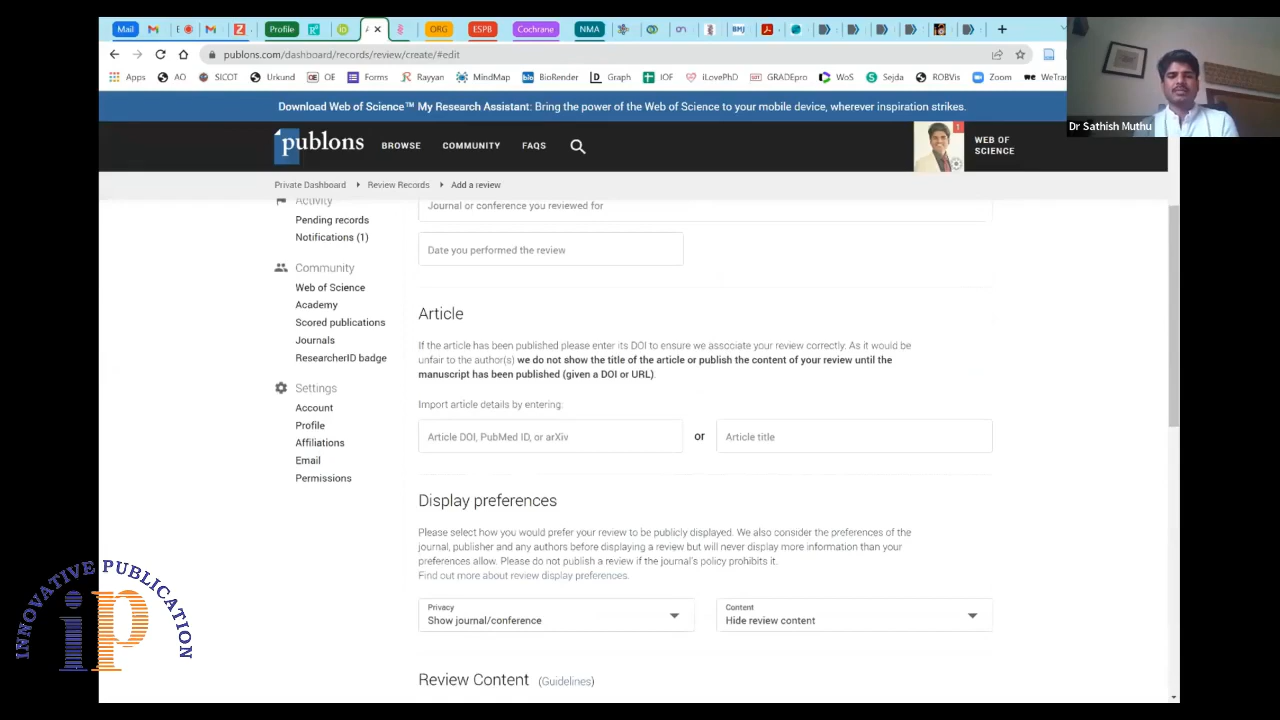 Mail
Profile
ORG
ESPB
Cochrane
NMA
BMJ
publons.com/dashboard/records/review/create/#edit
Apps AO SICOT Urkund OE Forms Rayyan MindMap BioRender Graph IOF iLovePhD GRADEpro WoS Sejda ROBVis Zoom WeTra
Dr Sathish Muthu
Download Web of Science™ My Research Assistant: Bring the power of the Web of Science to your mobile device, wherever inspiration strikes.
publons BROWSE COMMUNITY FAQS
1
WEB OF
SCIENCE
Private Dashboard Review Records Add a review
Activity
Pending records
Notifications (1)
Community
Web of Science
Academy
Scored publications
Journals
ResearcherID badge
Settings
Account
Profile
Affiliations
Email
Permissions
Journal or conference you reviewed for
Date you performed the review
Article
If the article has been published please enter its DOI to ensure we associate your review correctly. As it would be
unfair to the author(s) we do not show the title of the article or publish the content of your review until the
manuscript has been published (given a DOI or URL).
Import article details by entering:
Article DOI, PubMed ID, or arXiv or Article title
Display preferences
Please select how you would prefer your review to be publicly displayed. We also consider the preferences of the
journal, publisher and any authors before displaying a review but will never display more information than your
preferences allow. Please do not publish a review if the journal's policy prohibits it.
Find out more about review display preferences.
Privacy
Show journal/conference
Content
Hide review content
Review Content (Guidelines)
INNOVATIVE PUBLICATION
ip